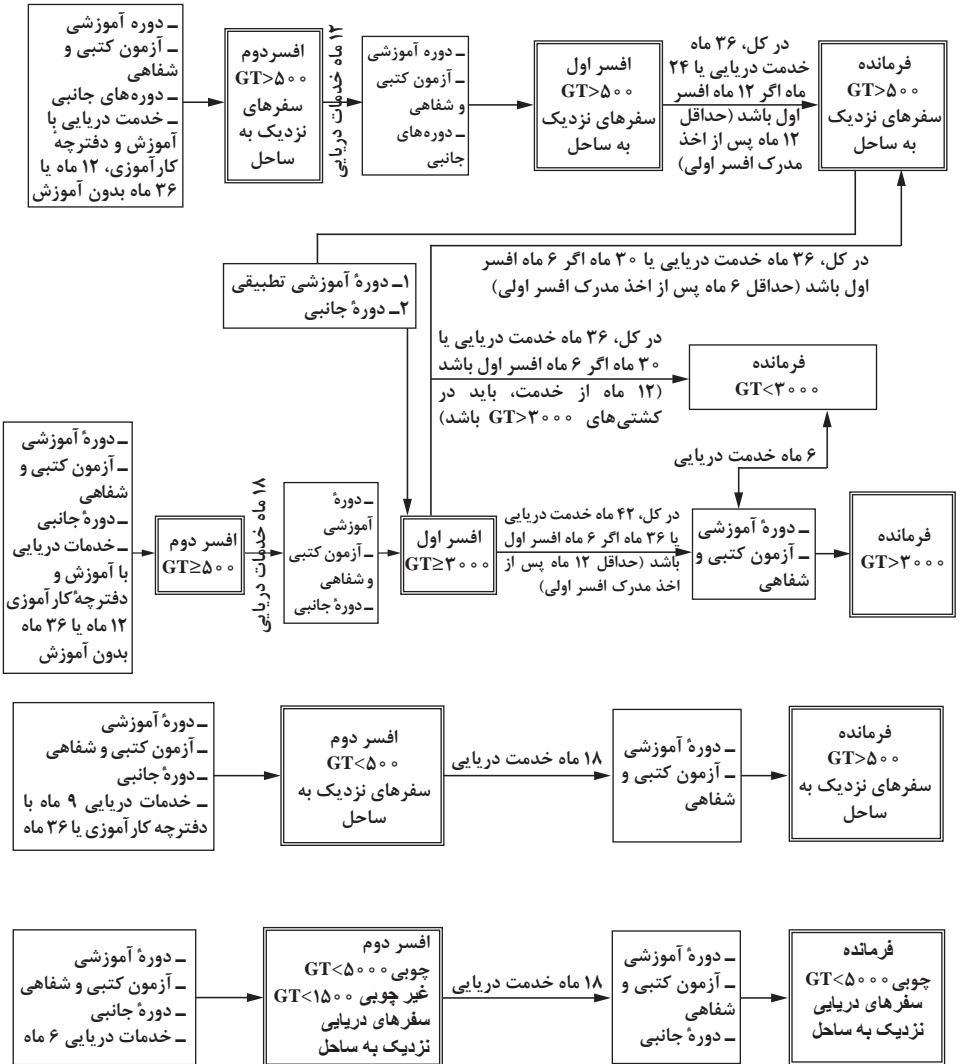 ـ دوره آموزشی
ـ آزمون کتبی و
شفاهی
ـ دوره‌های جانبی
ـ خدمت دریایی با
آموزش و دفترچه
کارآموزی، ۱۲ ماه یا
۳۶ ماه بدون آموزش
افسر دوم
GT>۵۰۰
سفرهای
نزدیک به
ساحل
۱۲ ماه خدمات دریایی
ـ دوره آموزشی
ـ آزمون کتبی
و شفاهی
ـ دوره‌های
جانبی
افسر اول
GT>۵۰۰
سفرهای نزدیک
به ساحل
در کل، ۳۶ ماه
خدمت دریایی یا ۲۴
ماه اگر ۱۲ ماه افسر
اول باشد (حداقل
۱۲ ماه پس از اخذ
مدرک افسر اولی)
فرمانده
GT>۵۰۰
سفرهای نزدیک
به ساحل
۱ـ دورهٔ آموزشی تطبیقی
۲ـ دورهٔ جانبی
در کل، ۳۶ ماه خدمت دریایی یا ۳۰ ماه اگر ۶ ماه افسر
اول باشد (حداقل ۶ ماه پس از اخذ مدرک افسر اولی)
در کل، ۳۶ ماه خدمت دریایی یا
۳۰ ماه اگر ۶ ماه افسر اول باشد
(۱۲ ماه از خدمت، باید در
کشتی‌های GT>۳۰۰۰ باشد)
فرمانده
GT<۳۰۰۰
۶ ماه خدمت دریایی
ـ دورهٔ آموزشی
ـ آزمون کتبی و
شفاهی
ـ دورهٔ جانبی
ـ خدمات دریایی
با آموزش و
دفترچهٔ کارآموزی
۱۲ ماه یا ۳۶ ماه
بدون آموزش
افسر دوم
GT≥۵۰۰
۱۸ ماه خدمات دریایی
ـ دورهٔ
آموزشی
ـ آزمون کتبی
و شفاهی
ـ دورهٔ جانبی
افسر اول
GT≥۳۰۰۰
در کل، ۴۲ ماه خدمت دریایی
یا ۳۶ ماه اگر ۶ ماه افسر اول
باشد (حداقل ۱۲ ماه پس از
اخذ مدرک افسر اولی)
ـ دورهٔ آموزشی
ـ آزمون کتبی و
شفاهی
فرمانده
GT>۳۰۰۰
ـ دورهٔ آموزشی
ـ آزمون کتبی و شفاهی
ـ دورهٔ جانبی
ـ خدمات دریایی ۹ ماه با
دفترچه کارآموزی یا ۳۶ ماه
افسر دوم
GT<۵۰۰
سفرهای نزدیک به
ساحل
۱۸ ماه خدمت دریایی
ـ دورهٔ آموزشی
ـ آزمون کتبی و
شفاهی
فرمانده
GT>۵۰۰
سفرهای نزدیک به
ساحل
ـ دورهٔ آموزشی
ـ آزمون کتبی و شفاهی
ـ دورهٔ جانبی
ـ خدمات دریایی ۶ ماه
افسر دوم
چوبی GT<۵۰۰۰
غیر چوبی GT<۱۵۰۰
سفرهای دریایی
نزدیک به ساحل
۱۸ ماه خدمت دریایی
ـ دورهٔ آموزشی
ـ آزمون کتبی و
شفاهی
ـ دورهٔ جانبی
فرمانده
چوبی GT<۵۰۰۰
سفرهای دریایی
نزدیک به ساحل